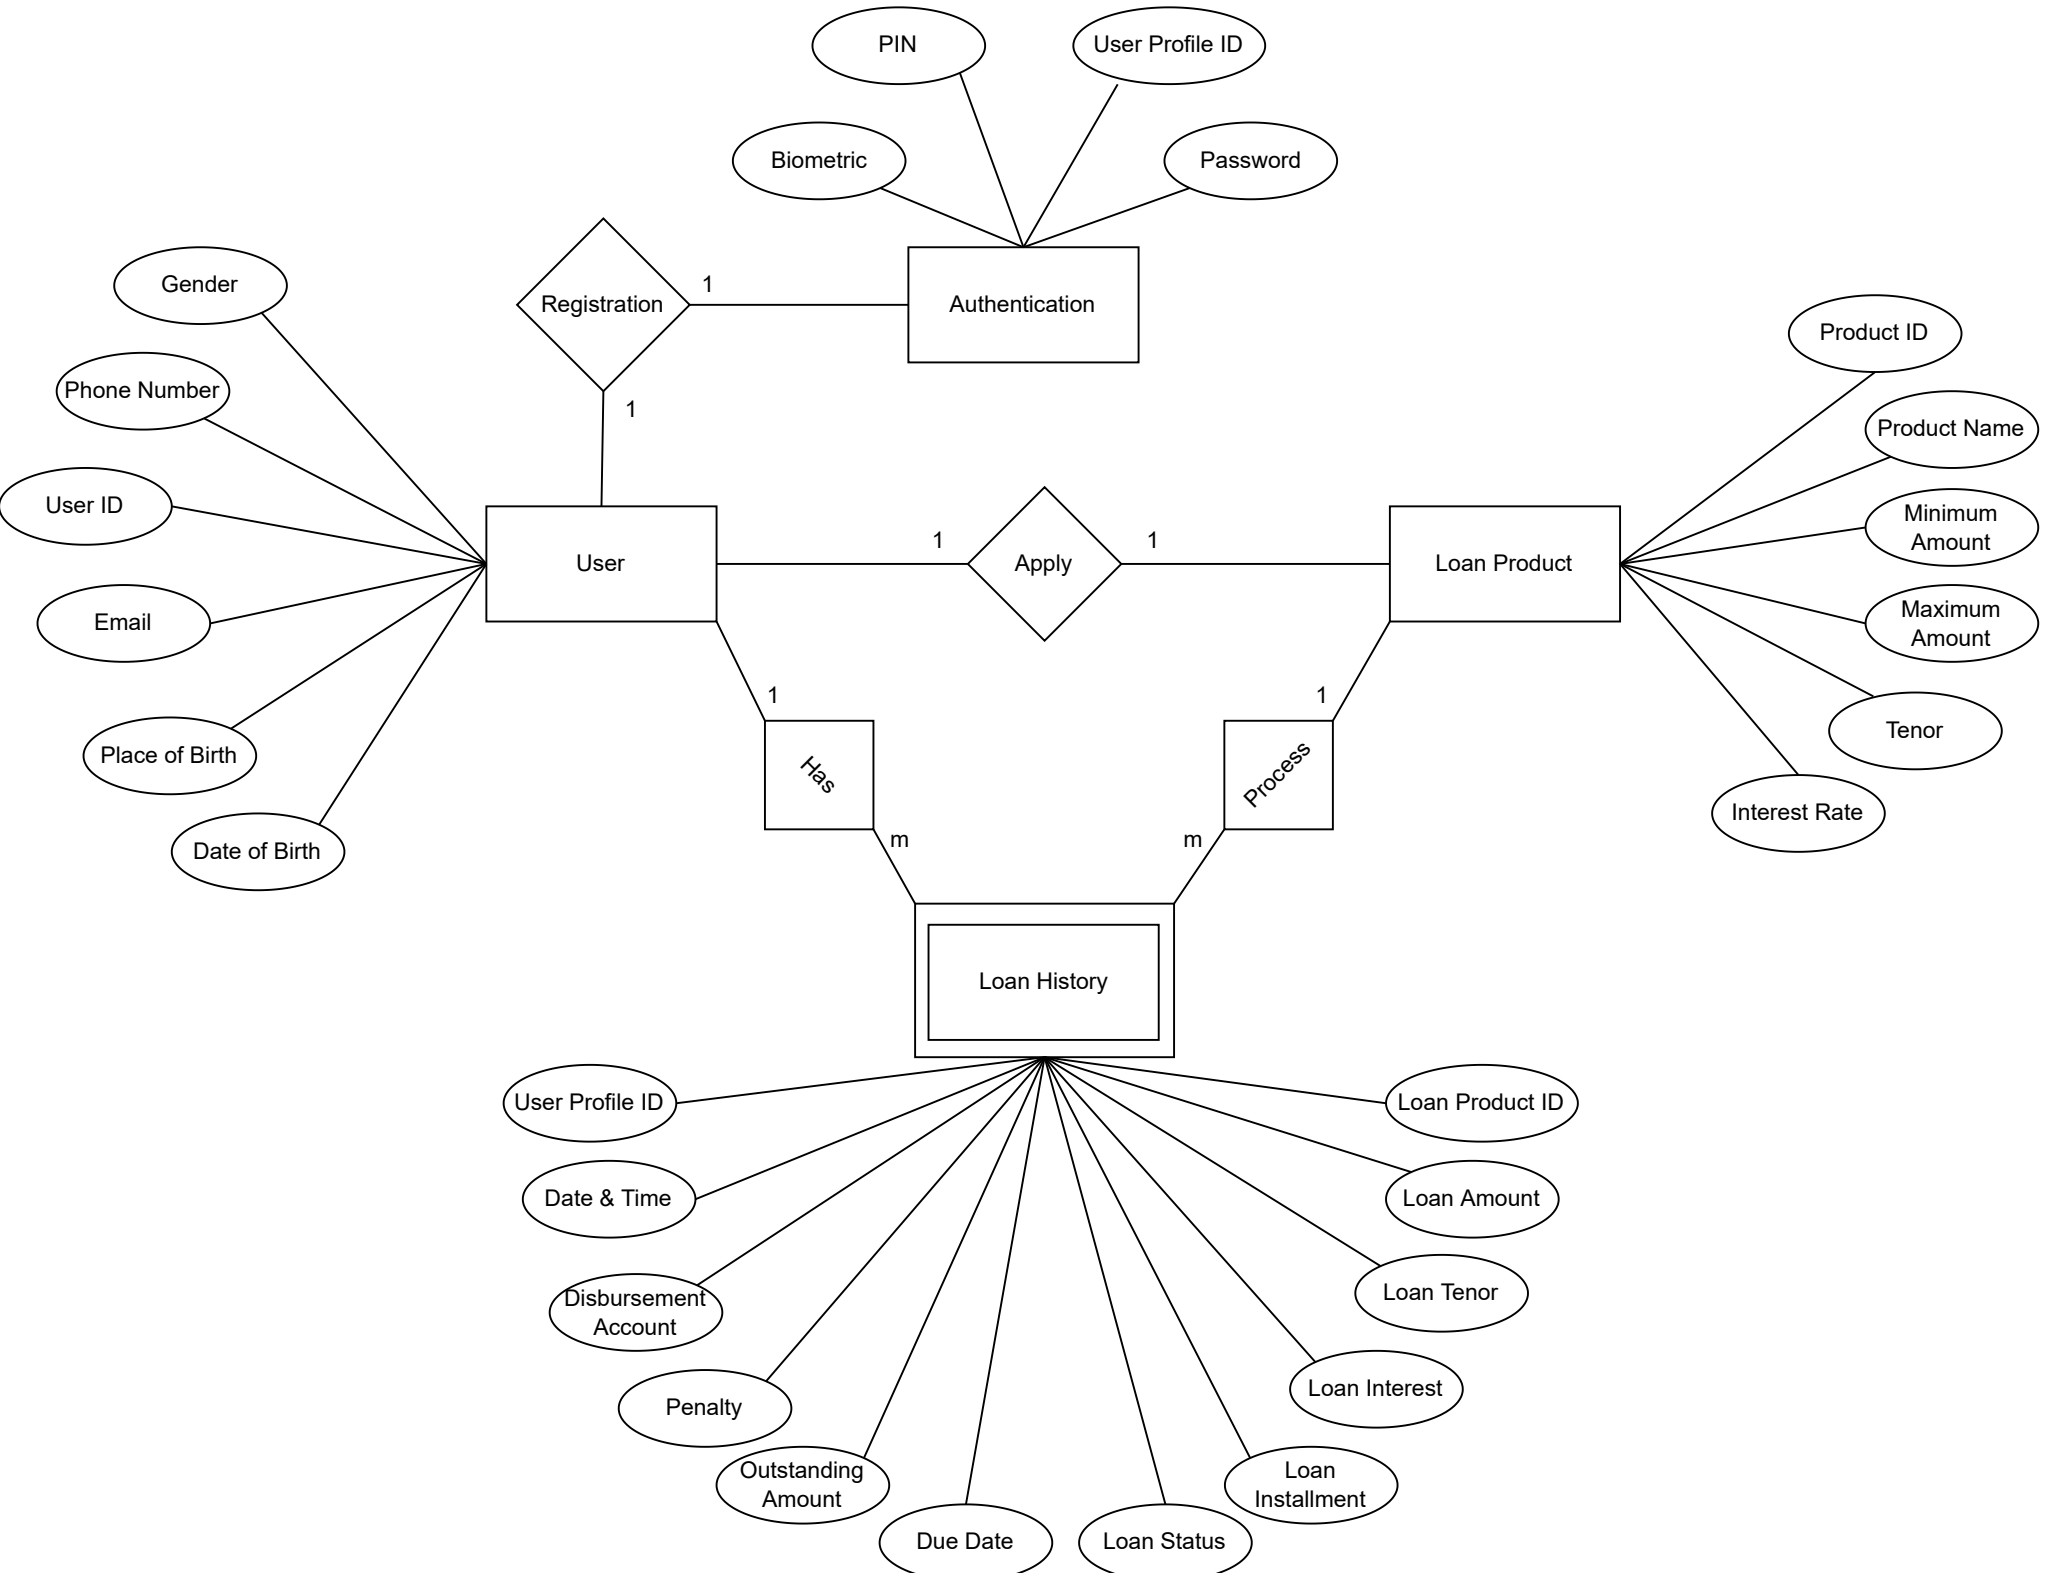 PIN
User Profile ID
Biometric
Password
Gender
Registration
1
Authentication
Product ID
Phone Number
1
Product Name
User ID
User
1
Apply
1
Loan Product
Minimum
Amount
Email
Maximum
Amount
Place of Birth
1
1
Tenor
Has
Process
Interest Rate
Date of Birth
m
m
Loan History
User Profile ID
Loan Product ID
Date & Time
Loan Amount
Disbursement
Account
Loan Tenor
Penalty
Loan Interest
Outstanding
Amount
Loan
Installment
Due Date
Loan Status